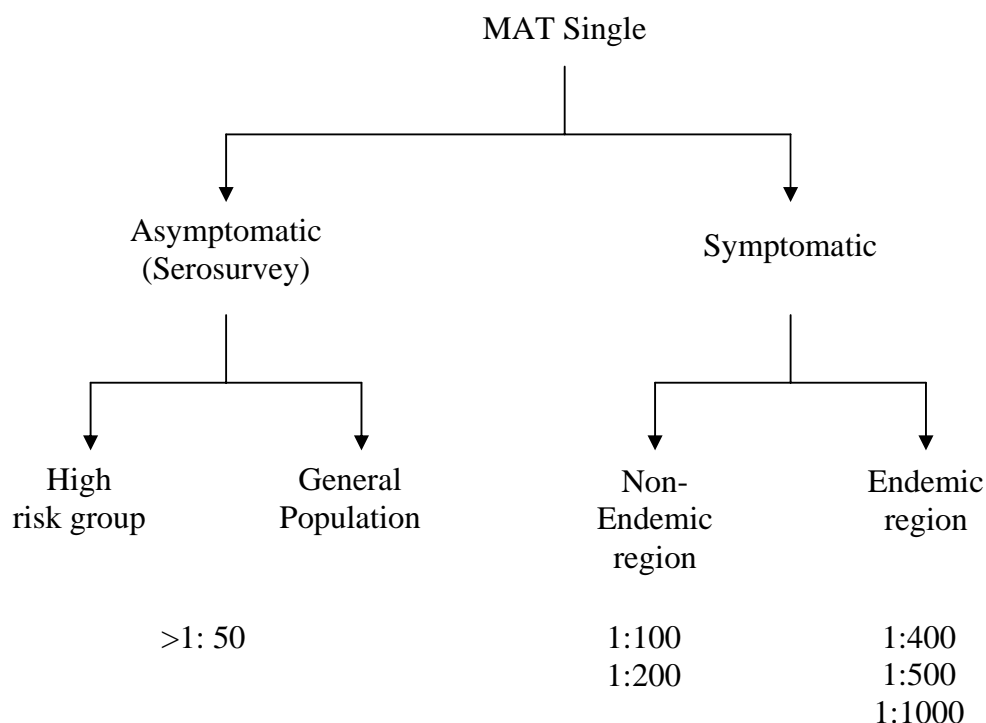 MAT Single
Asymptomatic
(Serosurvey)
Symptomatic
High
risk group
General
Population
Non-
Endemic
region
Endemic
region
>1: 50
1:100
1:200
1:400
1:500
1:1000